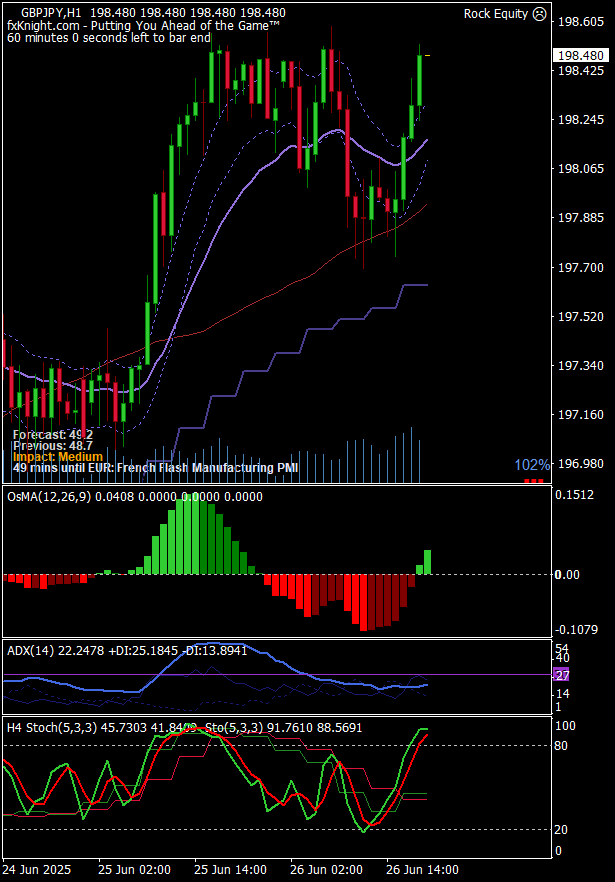 GBPJPY,H1 198.480 198.480 198.480 198.480
Rock Equity
fxKnight.com - Putting You Ahead of the Game™
60 minutes 0 seconds left to bar end
198.605
198.480
198.425
198.245
198.065
197.885
197.700
197.520
197.340
197.160
196.980
Forecast: 49.2
Previous: 48.7
Impact: Medium
49 mins until EUR: French Flash Manufacturing PMI
102%
OsMA(12,26,9) 0.0408 0.0000 0.0000 0.0000
0.1512
0.00
-0.1079
ADX(14) 22.2478 +DI:25.1845 -DI:13.8941
54
40
27
14
1
H4 Stoch(5,3,3) 45.7303 41.8409 Sto(5,3,3) 91.7610 88.5691
100
80
20
0
24 Jun 2025 25 Jun 02:00 25 Jun 14:00 26 Jun 02:00 26 Jun 14:00